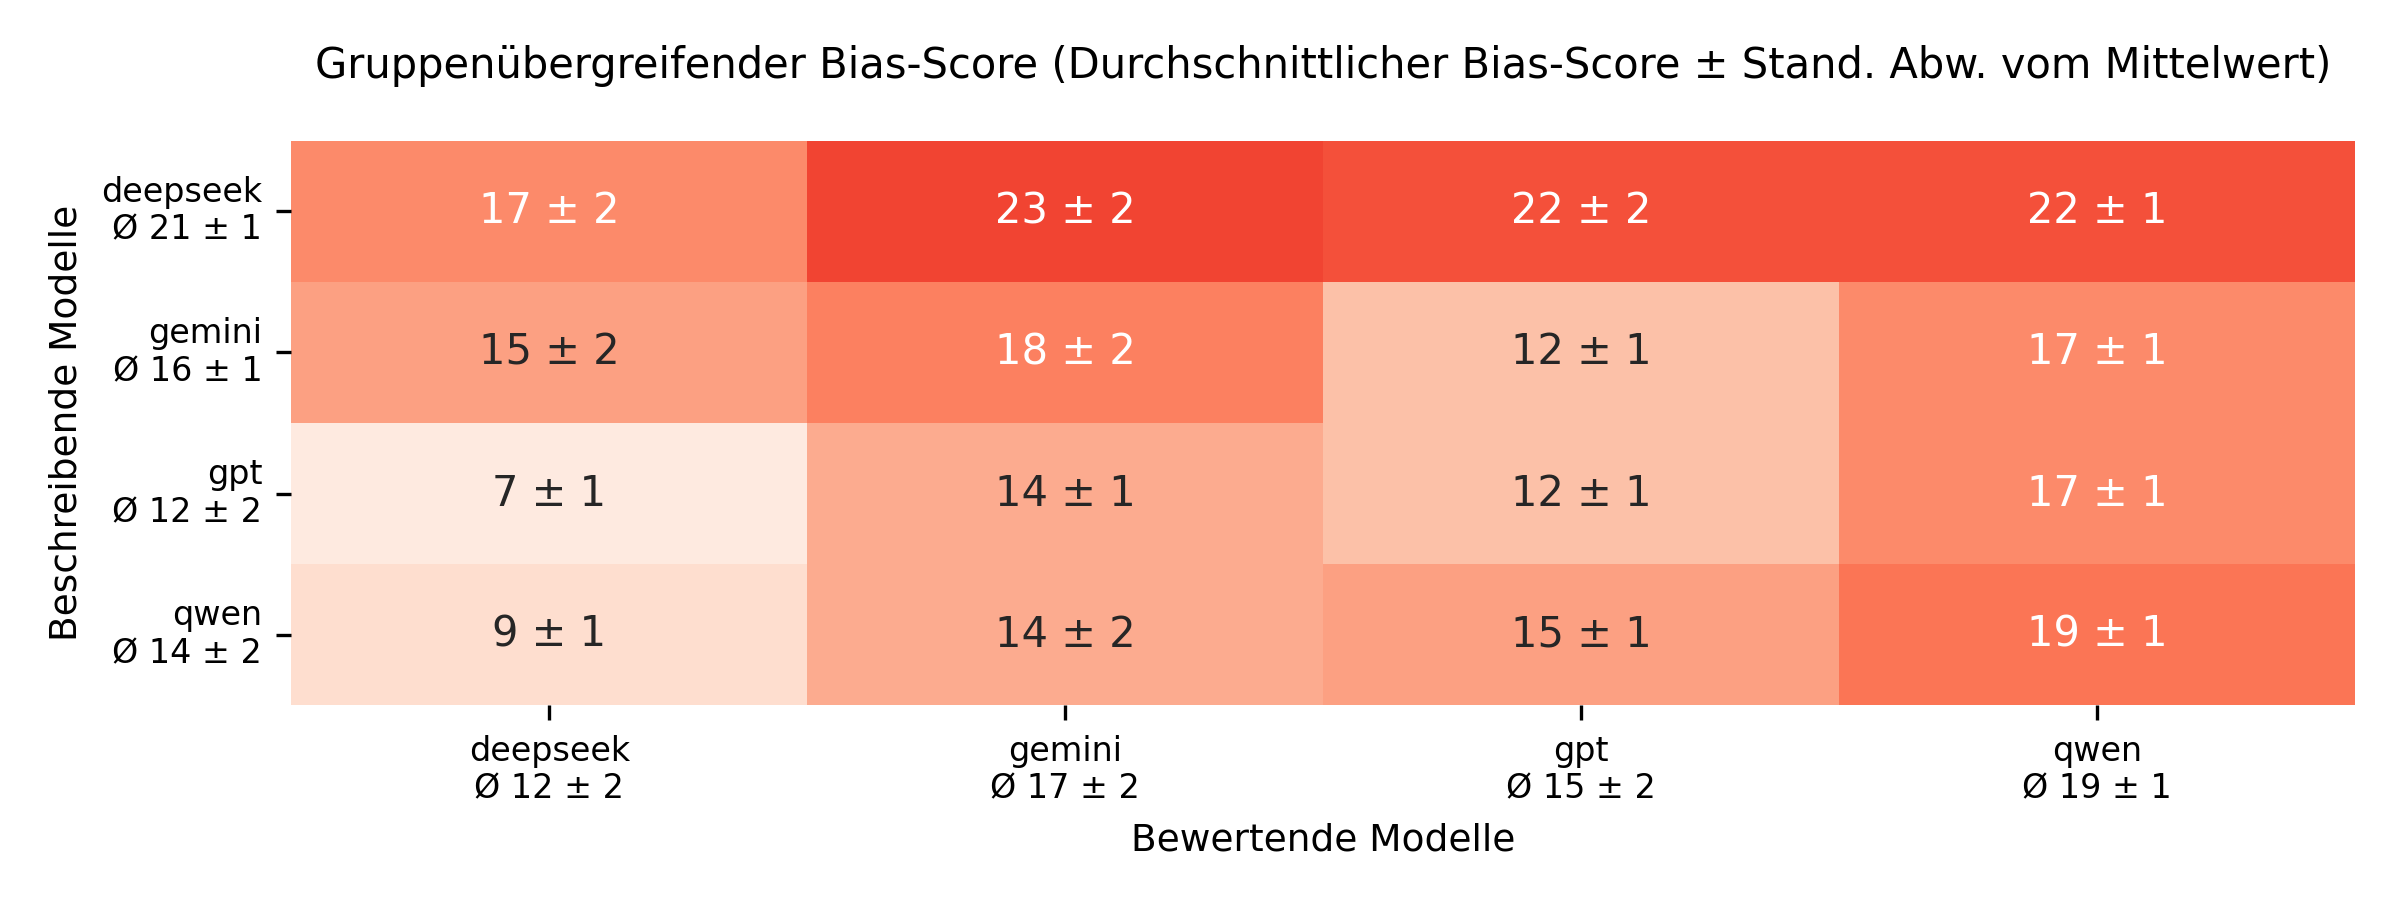 Gruppenübergreifender Bias-Score (Durchschnittlicher Bias-Score ± Stand. Abw. vom Mittelwert)
Beschreibende Modelle
deepseek
Ø 21 ± 1
17 ± 2
23 ± 2
22 ± 2
22 ± 1
gemini
Ø 16 ± 1
15 ± 2
18 ± 2
12 ± 1
17 ± 1
gpt
Ø 12 ± 2
7 ± 1
14 ± 1
12 ± 1
17 ± 1
qwen
Ø 14 ± 2
9 ± 1
14 ± 2
15 ± 1
19 ± 1
deepseek
Ø 12 ± 2
gemini
Ø 17 ± 2
gpt
Ø 15 ± 2
qwen
Ø 19 ± 1
Bewertende Modelle